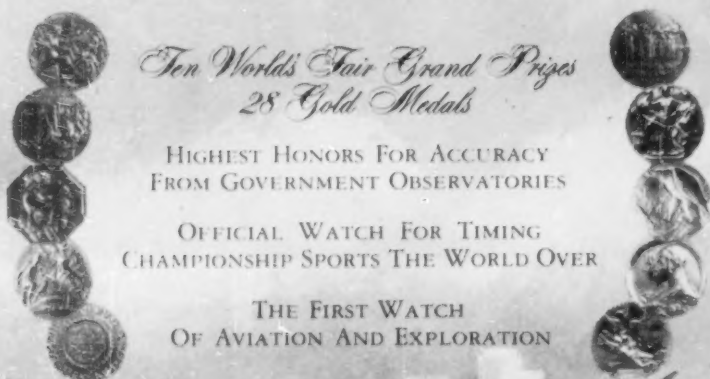 Ten World's Fair Grand Prizes
28 Gold Medals
HIGHEST HONORS FOR ACCURACY
FROM GOVERNMENT OBSERVATORIES
OFFICIAL WATCH FOR TIMING
CHAMPIONSHIP SPORTS THE WORLD OVER
THE FIRST WATCH
OF AVIATION AND EXPLORATION